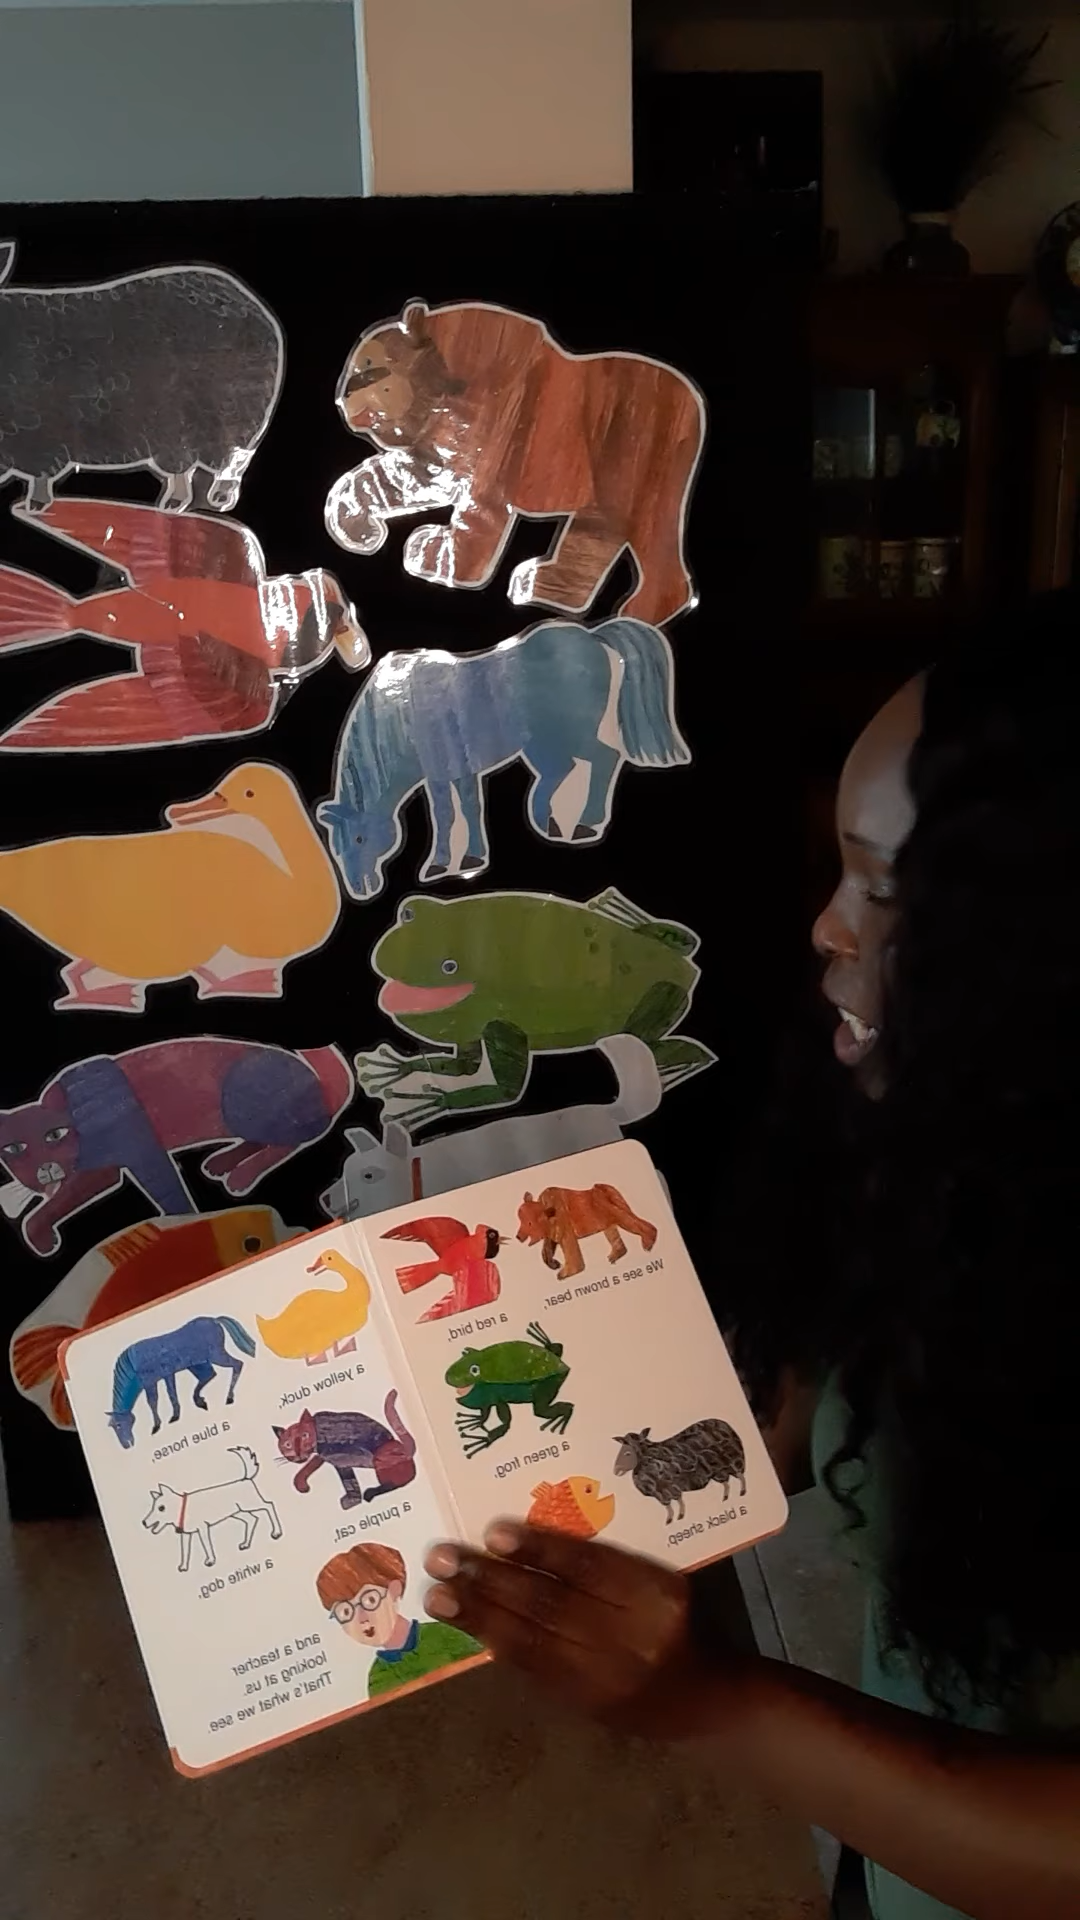 We see a brown bear,
a red bird,
a green frog,
a black sheep,
a yellow duck,
a blue horse,
a purple cat,
a white dog,
and a teacher
looking at us.
That's what we see.